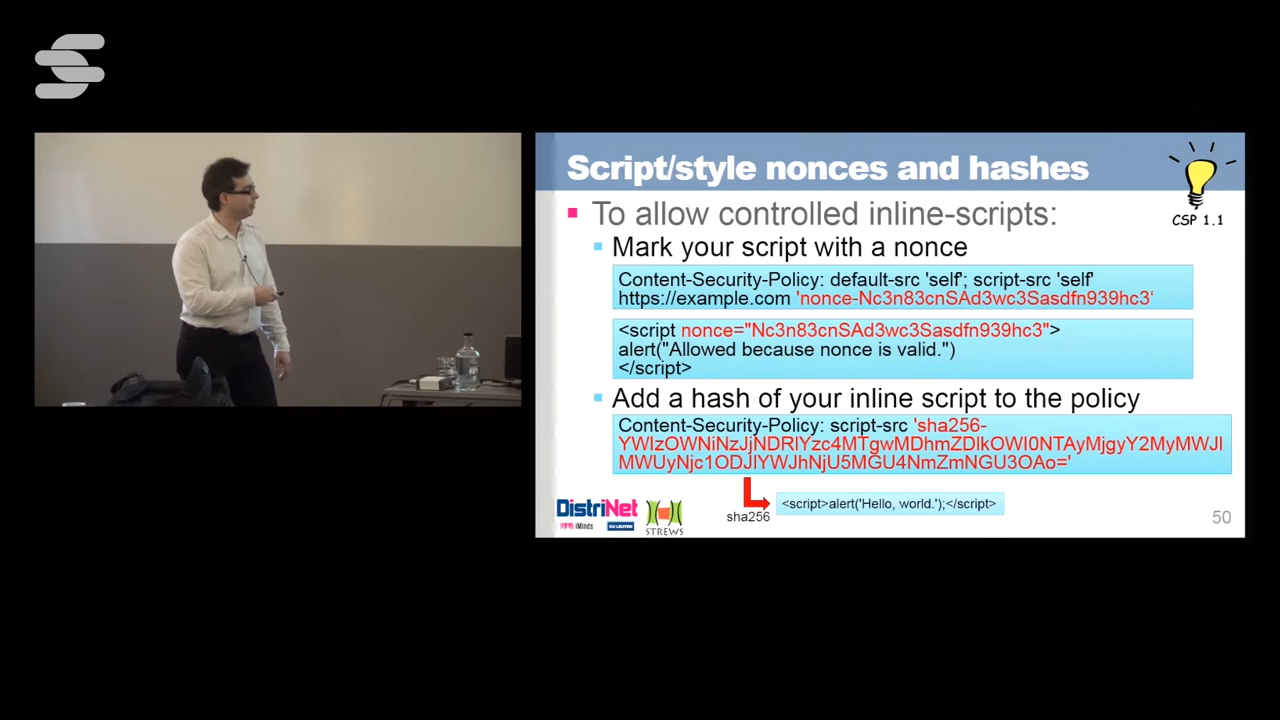 Script/style nonces and hashes
CSP 1.1
To allow controlled inline-scripts:
Mark your script with a nonce
Content-Security-Policy: default-src 'self'; script-src 'self'
https://example.com 'nonce-Nc3n83cnSAd3wc3Sasdfn939hc3‘
<script nonce="Nc3n83cnSAd3wc3Sasdfn939hc3">
alert("Allowed because nonce is valid.")
</script>
Add a hash of your inline script to the policy
Content-Security-Policy: script-src 'sha256-
YWIzOWNiNzJjNDRlYzc4MTgwMDhmZDlkOWI0NTAyMjgyY2MyMWJl
MWUyNjc1ODJlYWJhNjU5MGU4NmZmNGU3OAo='
<script>alert('Hello, world.');</script>
sha256
DistriNet
iMinds
KU LEUVEN
STREWS
50